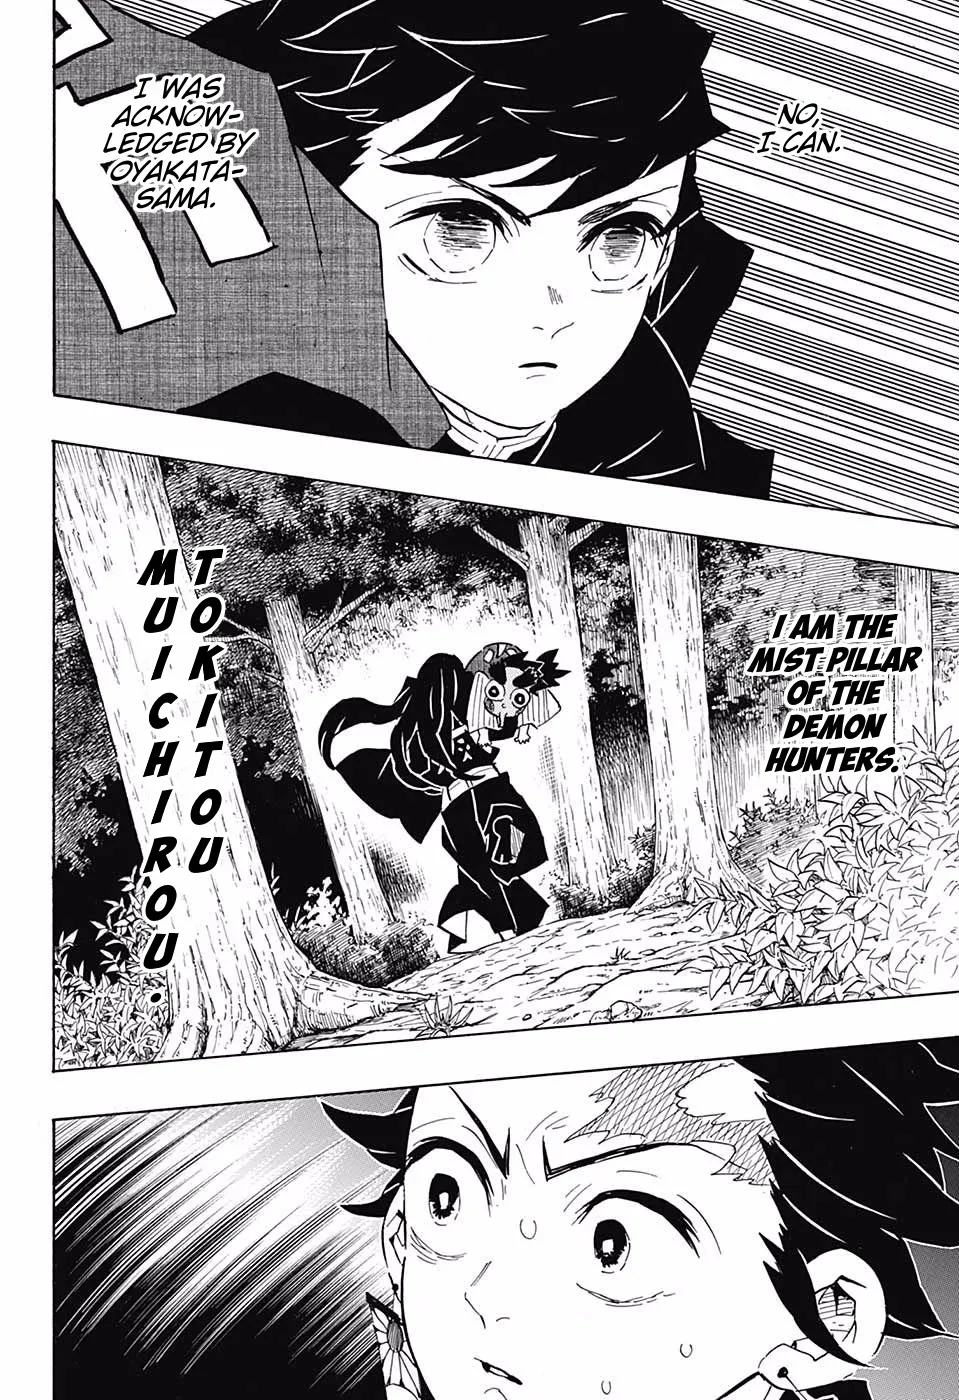 NO,
I CAN.
I WAS
ACKNOW-
LEDGED BY
OYAKATA-
SAMA.
I AM THE
MIST PILLAR
OF THE
DEMON
HUNTERS.
TOKITOU
MUICHIROU.